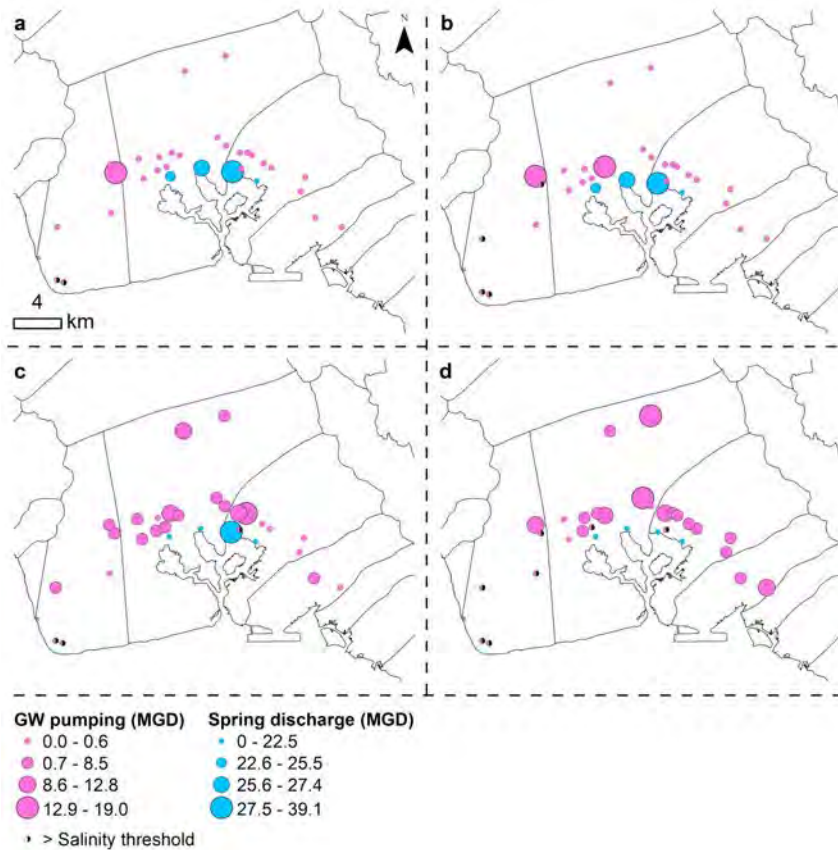 a
N
b
4
km
c
d
GW pumping (MGD)
0.0 - 0.6
0.7 - 8.5
8.6 - 12.8
12.9 - 19.0
> Salinity threshold
Spring discharge (MGD)
0 - 22.5
22.6 - 25.5
25.6 - 27.4
27.5 - 39.1